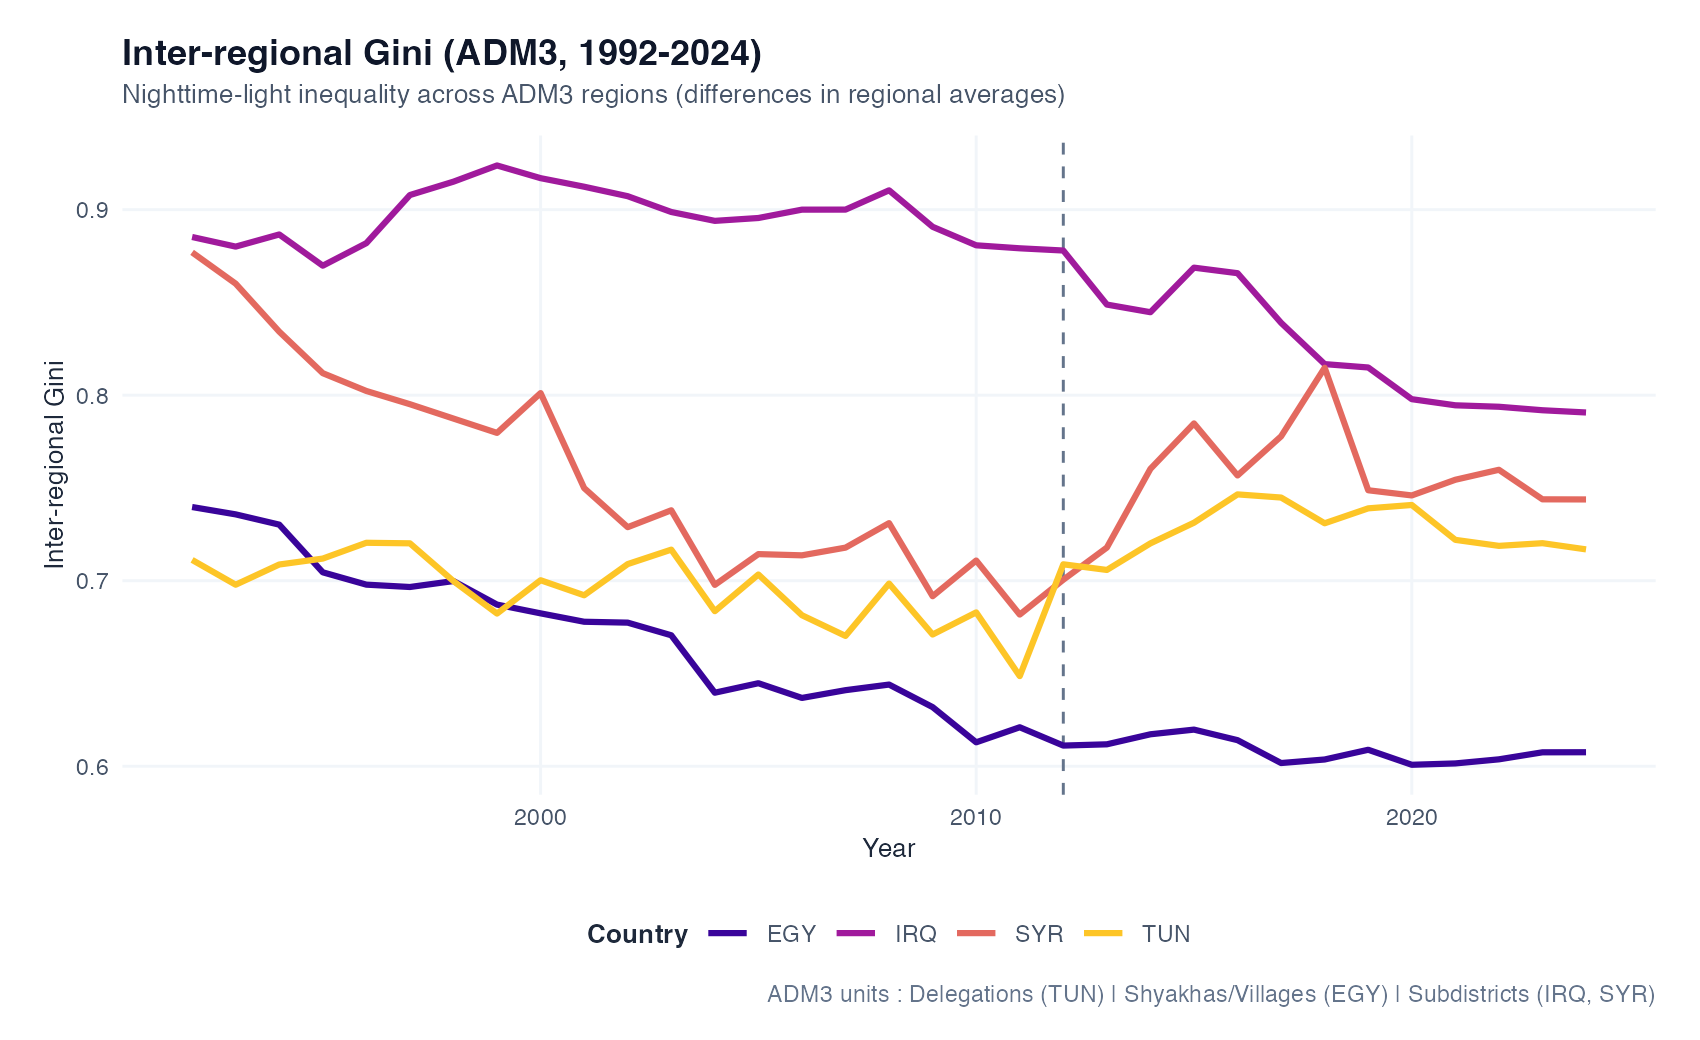 Inter-regional Gini (ADM3, 1992-2024)
Nighttime-light inequality across ADM3 regions (differences in regional averages)
Inter-regional Gini
0.9
0.8
0.7
0.6
2000 2010 2020
Year
Country EGY IRQ SYR TUN
ADM3 units : Delegations (TUN) | Shyakhas/Villages (EGY) | Subdistricts (IRQ, SYR)